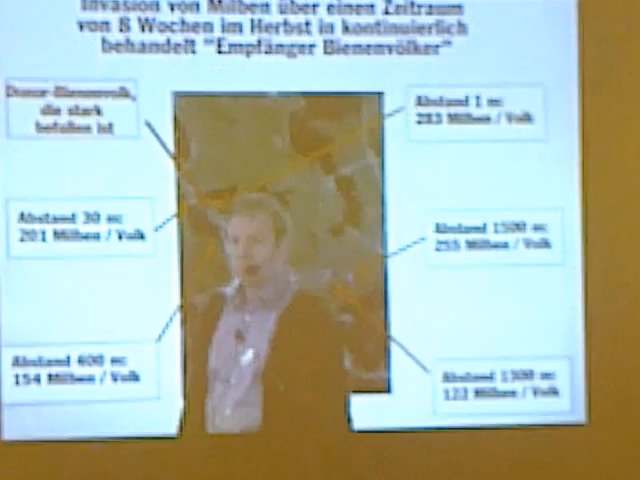 Invasion von Milben über einen Zeitraum
von 8 Wochen im Herbst in kontinuierlich
behandelt "Empfänger Bienenvölker"
Donor-Bienenvolk,
die stark
befallen ist
Abstand 1 m:
283 Milben / Volk
Abstand 30 m:
201 Milben / Volk
Abstand 1500 m:
255 Milben / Volk
Abstand 400 m:
154 Milben / Volk
Abstand 1300 m:
122 Milben / Volk